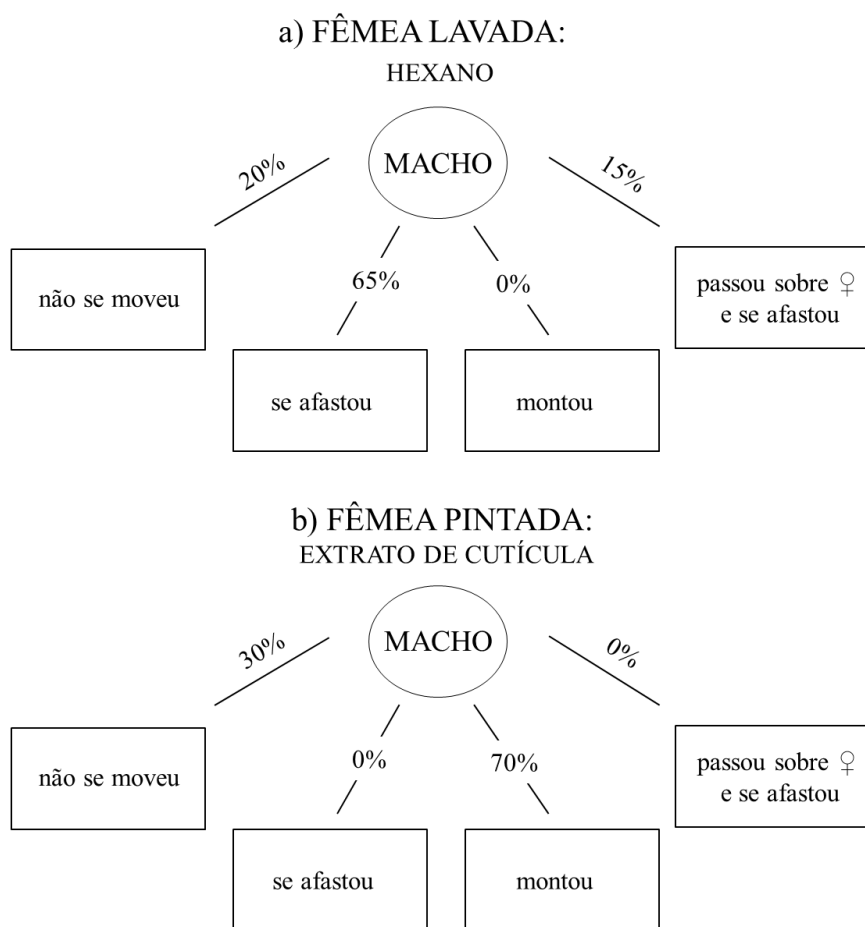 a) FÊMEA LAVADA:
HEXANO
MACHO
20%
15%
65%
0%
não se moveu
passou sobre ♀
e se afastou
se afastou
montou
b) FÊMEA PINTADA:
EXTRATO DE CUTÍCULA
MACHO
30%
0%
0%
70%
não se moveu
passou sobre ♀
e se afastou
se afastou
montou